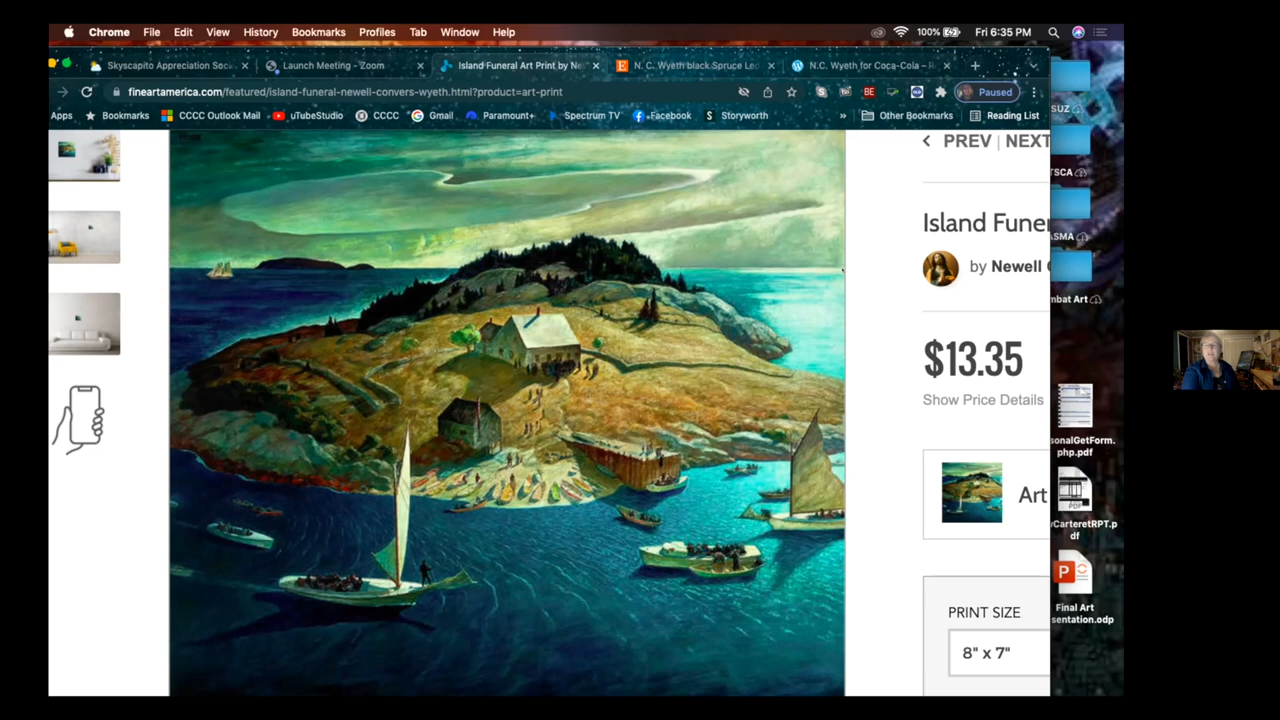 Chrome File Edit View History Bookmarks Profiles Tab Window Help 100% Fri 6:35 PM
Skyscapito Appreciation Soc Launch Meeting - Zoom Island Funeral Art Print by Ne N. C. Wyeth black Spruce Le N.C. Wyeth for Coca-Cola – R
fineartamerica.com/featured/island-funeral-newell-convers-wyeth.html?product=art-print BE Paused
Apps Bookmarks CCCC Outlook Mail uTubeStudio CCCC Gmail Paramount+ Spectrum TV Facebook Storyworth » Other Bookmarks Reading List
SUZ
PREV | NEXT
TSCA
Island Fune
ASMA
by Newell
mbat Art
$13.35
Show Price Details
sonalGetForm.
php.pdf
Art
PDF
yCarteretRPT.p
df
P
Final Art
sentation.odp
PRINT SIZE
8" x 7"